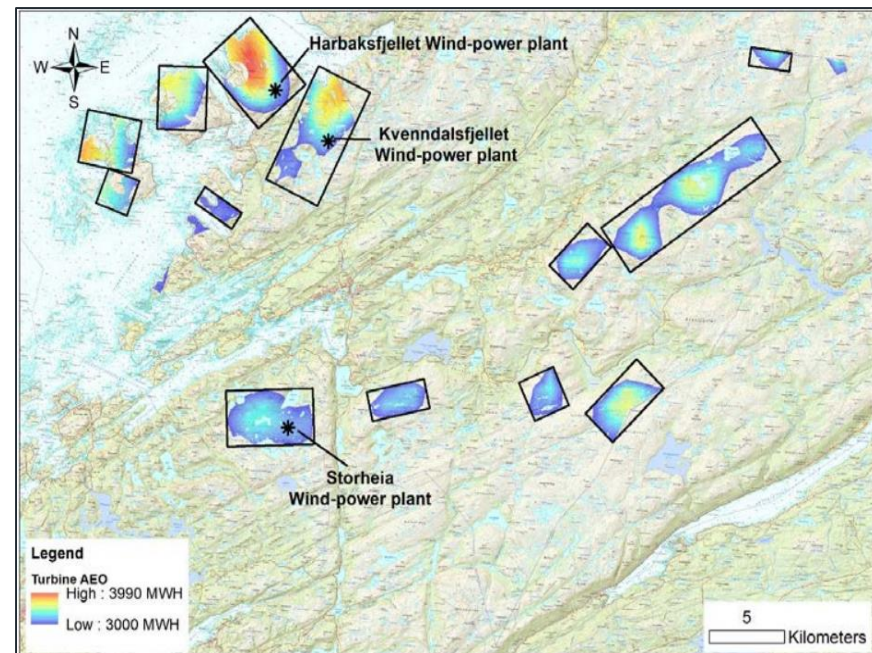 N
W E
S
Harbaksfjellet Wind-power plant
Kvenndalsfjellet
Wind-power plant
Storheia
Wind-power plant
Legend
Turbine AEO
High : 3990 MWH
Low : 3000 MWH
5
Kilometers